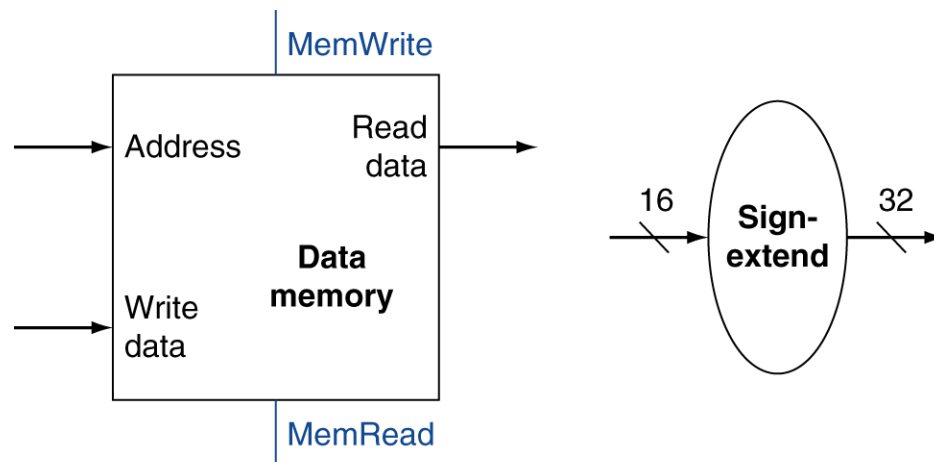 MemWrite
Address
Read
data
Data
memory
Write
data
MemRead
16
Sign-
extend
32